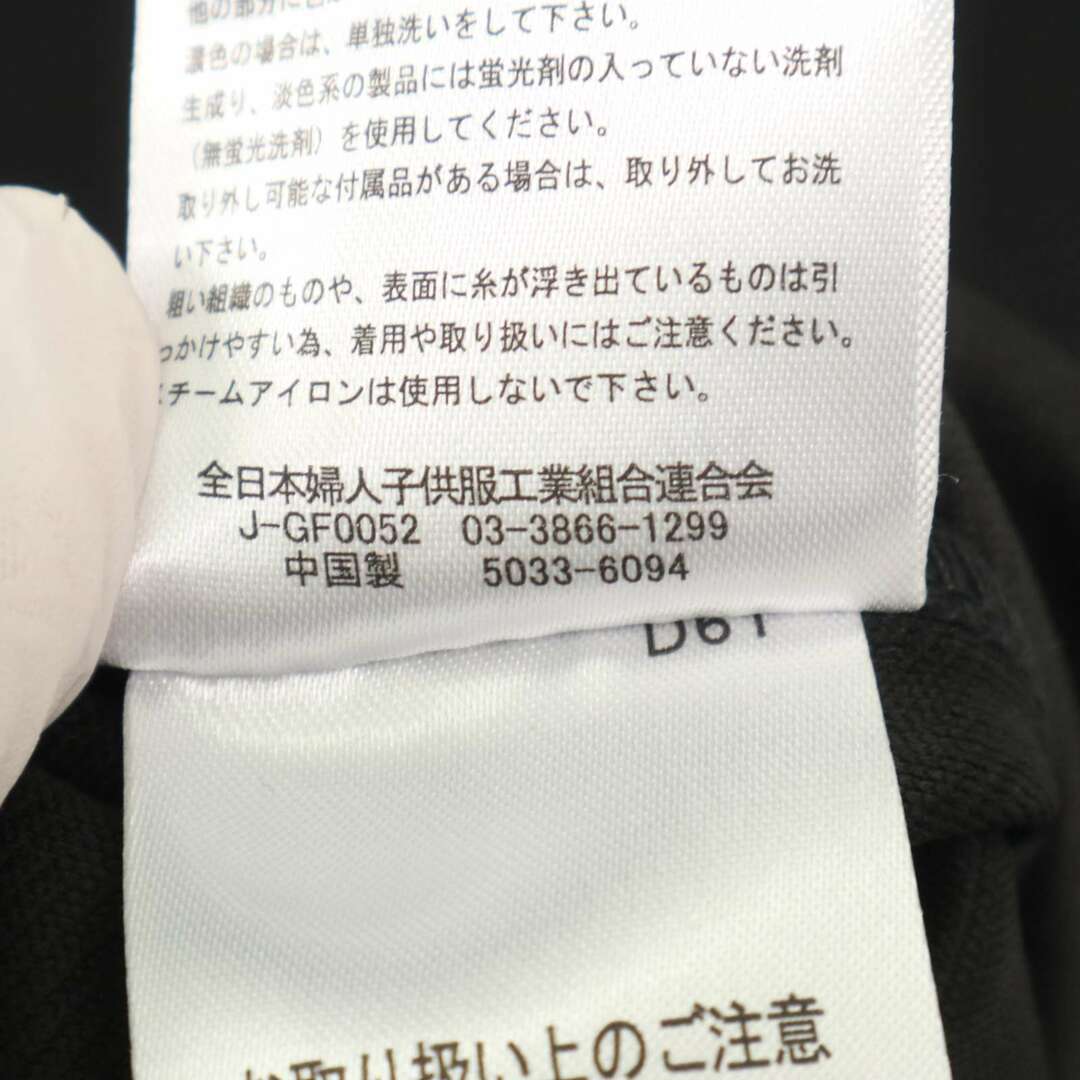 他の部分に
濃色の場合は、単独洗いをして下さい。
生成り、淡色系の製品には蛍光剤の入っていない洗剤
（無蛍光洗剤）を使用してください。
取り外し可能な付属品がある場合は、取り外してお洗
い下さい。
粗い組織のものや、表面に糸が浮き出ているものは引
っかけやすい為、着用や取り扱いにはご注意ください。
スチームアイロンは使用しないで下さい。
全日本婦人子供服工業組合連合会
J-GF0052 03-3866-1299
中国製 5033-6094
D61
お取り扱い上のご注意